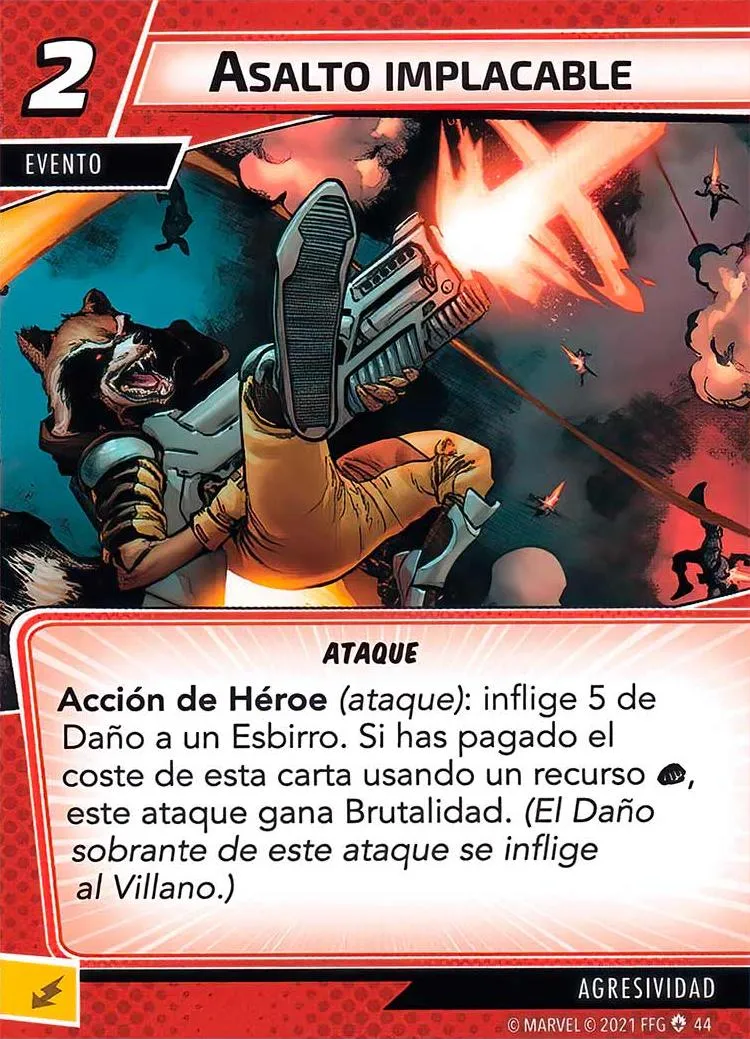 2
ASALTO IMPLACABLE
EVENTO
ATAQUE
Acción de Héroe (ataque): inflige 5 de
Daño a un Esbirro. Si has pagado el
coste de esta carta usando un recurso ,
este ataque gana Brutalidad. (El Daño
sobrante de este ataque se inflige
al Villano.)
AGRESIVIDAD
© MARVEL © 2021 FFG 44